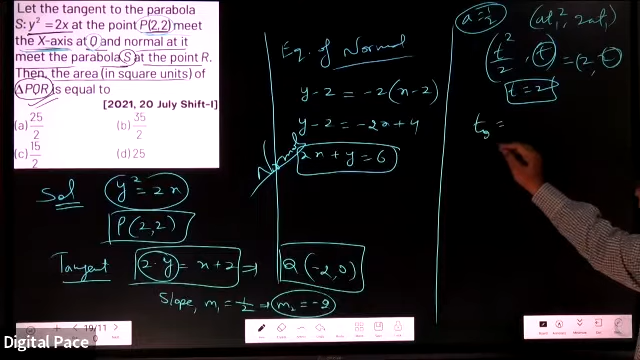 Let the tangent to the parabola
S: y² = 2x at the point P(2,2) meet
the X-axis at Q and normal at it
meet the parabola S at the point R.
Then, the area (in square units) of
ΔPQR is equal to
[2021, 20 July Shift-I]
(a) 25/2 (b) 35/2
(c) 15/2 (d) 25
Sol y² = 2x
P(2,2)
Tangent 2·y = x+2 ⇒ Q(-2,0)
Slope, m₁ = 1/2 → m₂ = -2
Eq. of Normal
y-2 = -2(x-2)
y-2 = -2x+4
Normal 2x+y = 6
a = 1/2 (at₁², 2at₁)
(t²/2, t) = (2, 2)
t = 2
t₂ =
19/11
Digital Pace